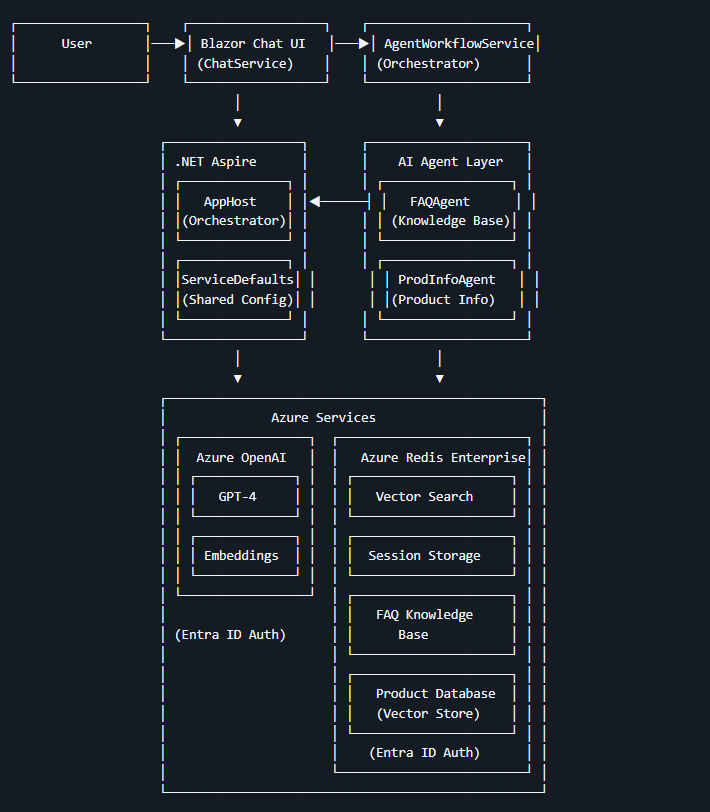 User
Blazor Chat UI
(ChatService)
AgentWorkflowService
(Orchestrator)
.NET Aspire
AppHost
(Orchestrator)
ServiceDefaults
(Shared Config)
AI Agent Layer
FAQAgent
(Knowledge Base)
ProdInfoAgent
(Product Info)
Azure Services
Azure OpenAI
GPT-4
Embeddings
(Entra ID Auth)
Azure Redis Enterprise
Vector Search
Session Storage
FAQ Knowledge
Base
Product Database
(Vector Store)
(Entra ID Auth)